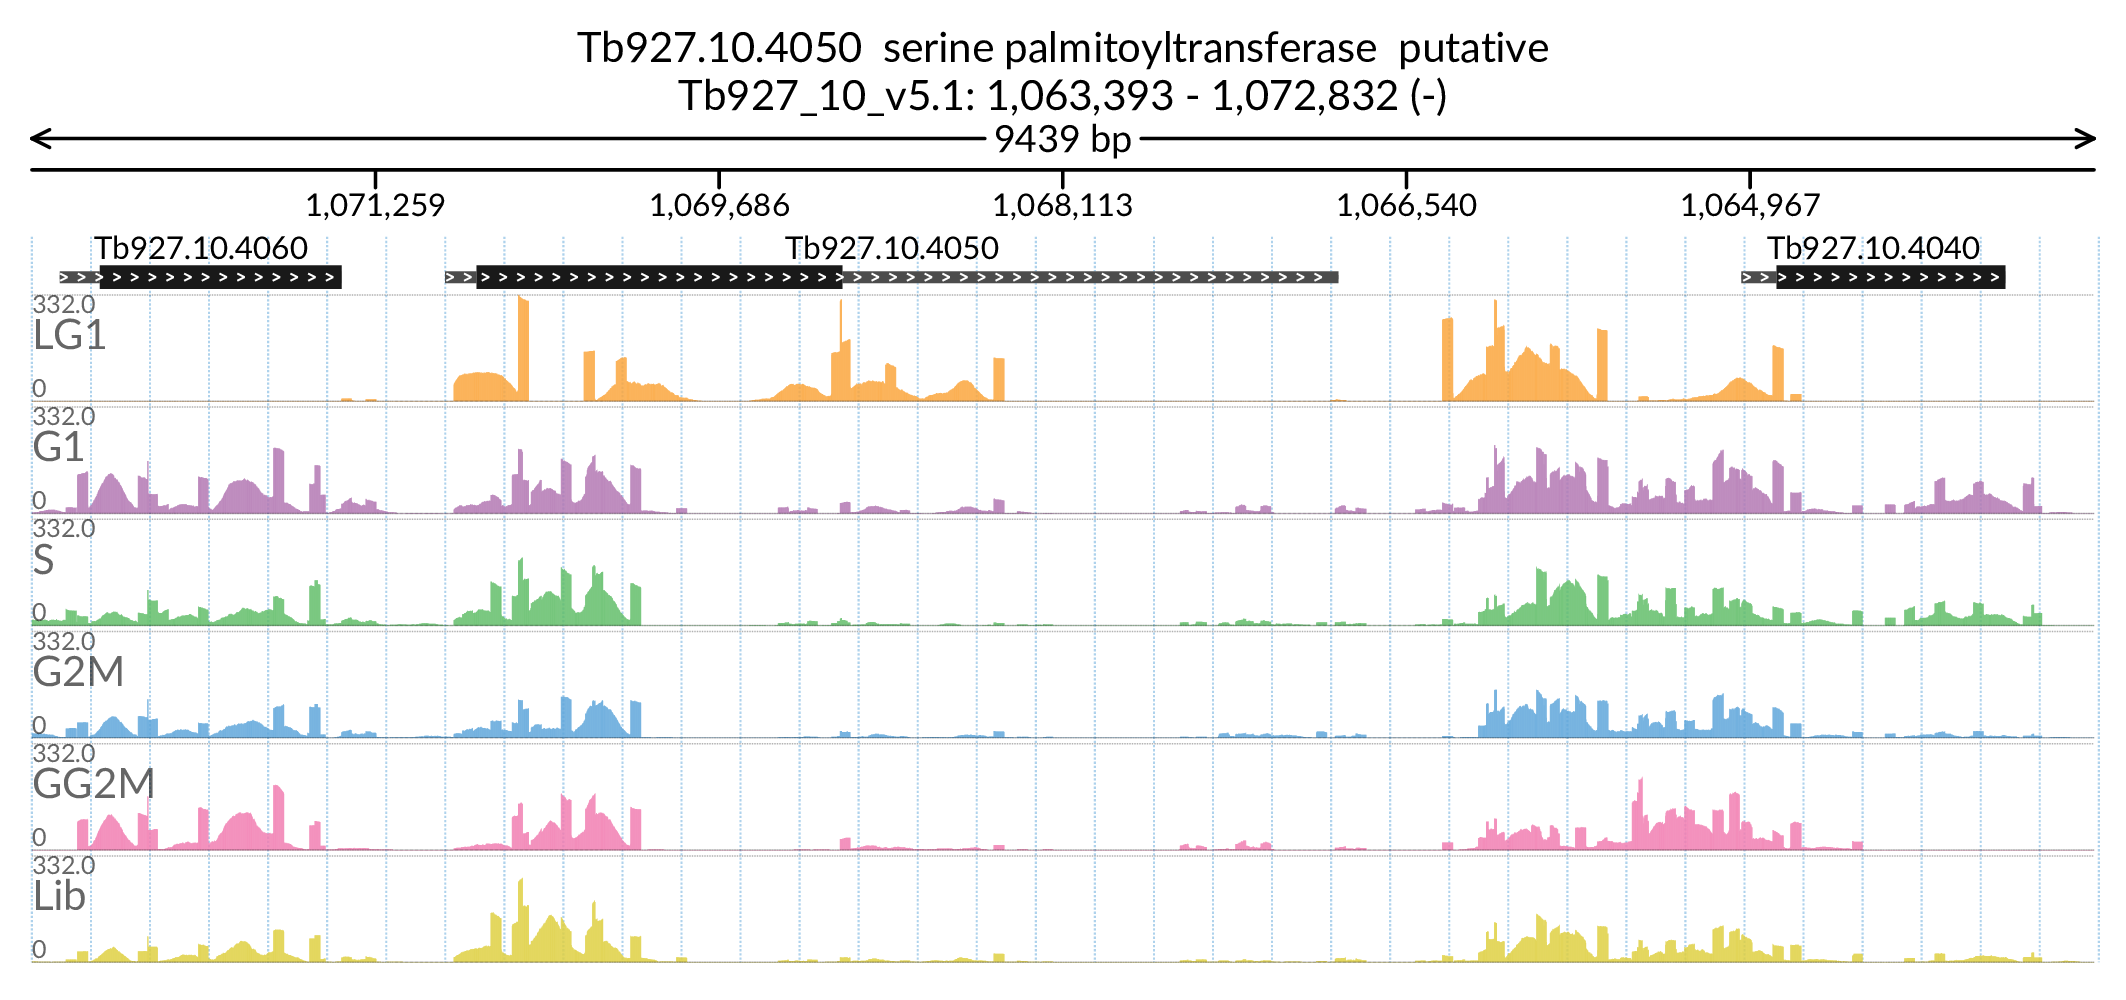 Tb927.10.4050 serine palmitoyltransferase putative
Tb927_10_v5.1: 1,063,393 - 1,072,832 (-)
9439 bp
1,071,259 1,069,686 1,068,113 1,066,540 1,064,967
Tb927.10.4060 Tb927.10.4050 Tb927.10.4040
332.0
LG1
0
332.0
G1
0
332.0
S
0
332.0
G2M
0
332.0
GG2M
0
332.0
Lib
0